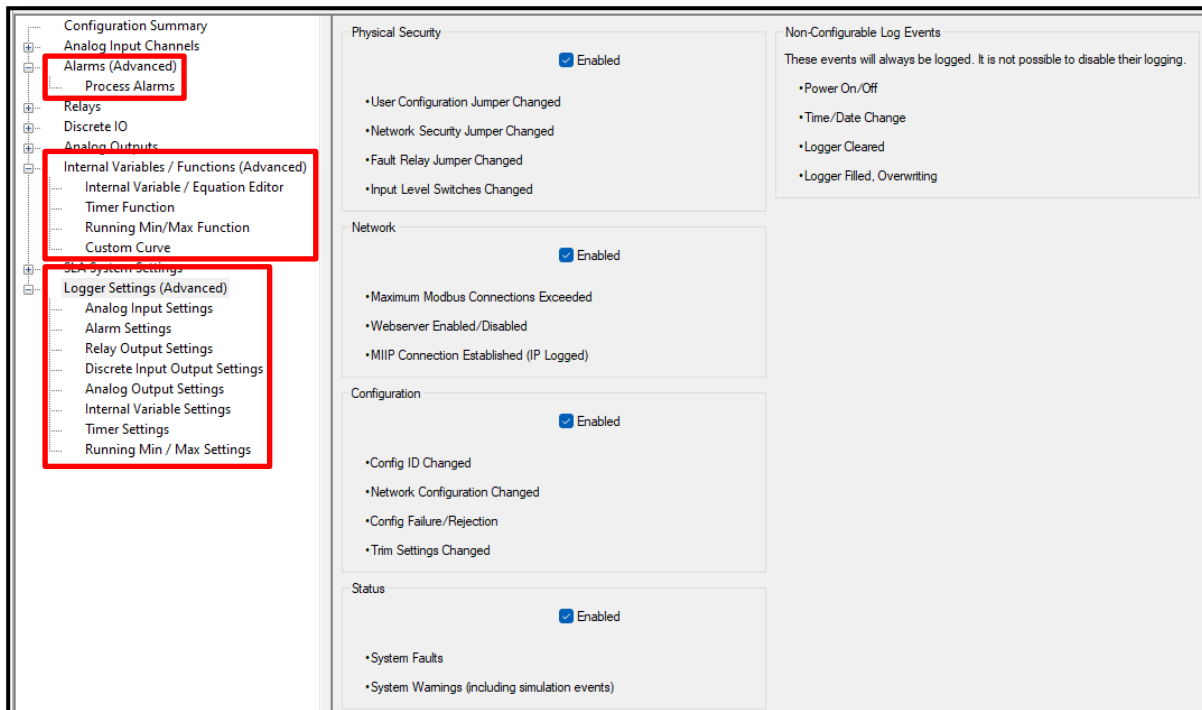 Configuration Summary
Analog Input Channels
Alarms (Advanced)
Process Alarms
Relays
Discrete IO
Analog Outputs
Internal Variables / Functions (Advanced)
Internal Variable / Equation Editor
Timer Function
Running Min/Max Function
Custom Curve
SLA System Settings
Logger Settings (Advanced)
Analog Input Settings
Alarm Settings
Relay Output Settings
Discrete Input Output Settings
Analog Output Settings
Internal Variable Settings
Timer Settings
Running Min / Max Settings
Physical Security
Enabled
•User Configuration Jumper Changed
•Network Security Jumper Changed
•Fault Relay Jumper Changed
•Input Level Switches Changed
Network
Enabled
•Maximum Modbus Connections Exceeded
•Webserver Enabled/Disabled
•MIIP Connection Established (IP Logged)
Configuration
Enabled
•Config ID Changed
•Network Configuration Changed
•Config Failure/Rejection
•Trim Settings Changed
Status
Enabled
•System Faults
•System Warnings (including simulation events)
Non-Configurable Log Events
These events will always be logged. It is not possible to disable their logging.
•Power On/Off
•Time/Date Change
•Logger Cleared
•Logger Filled, Overwriting